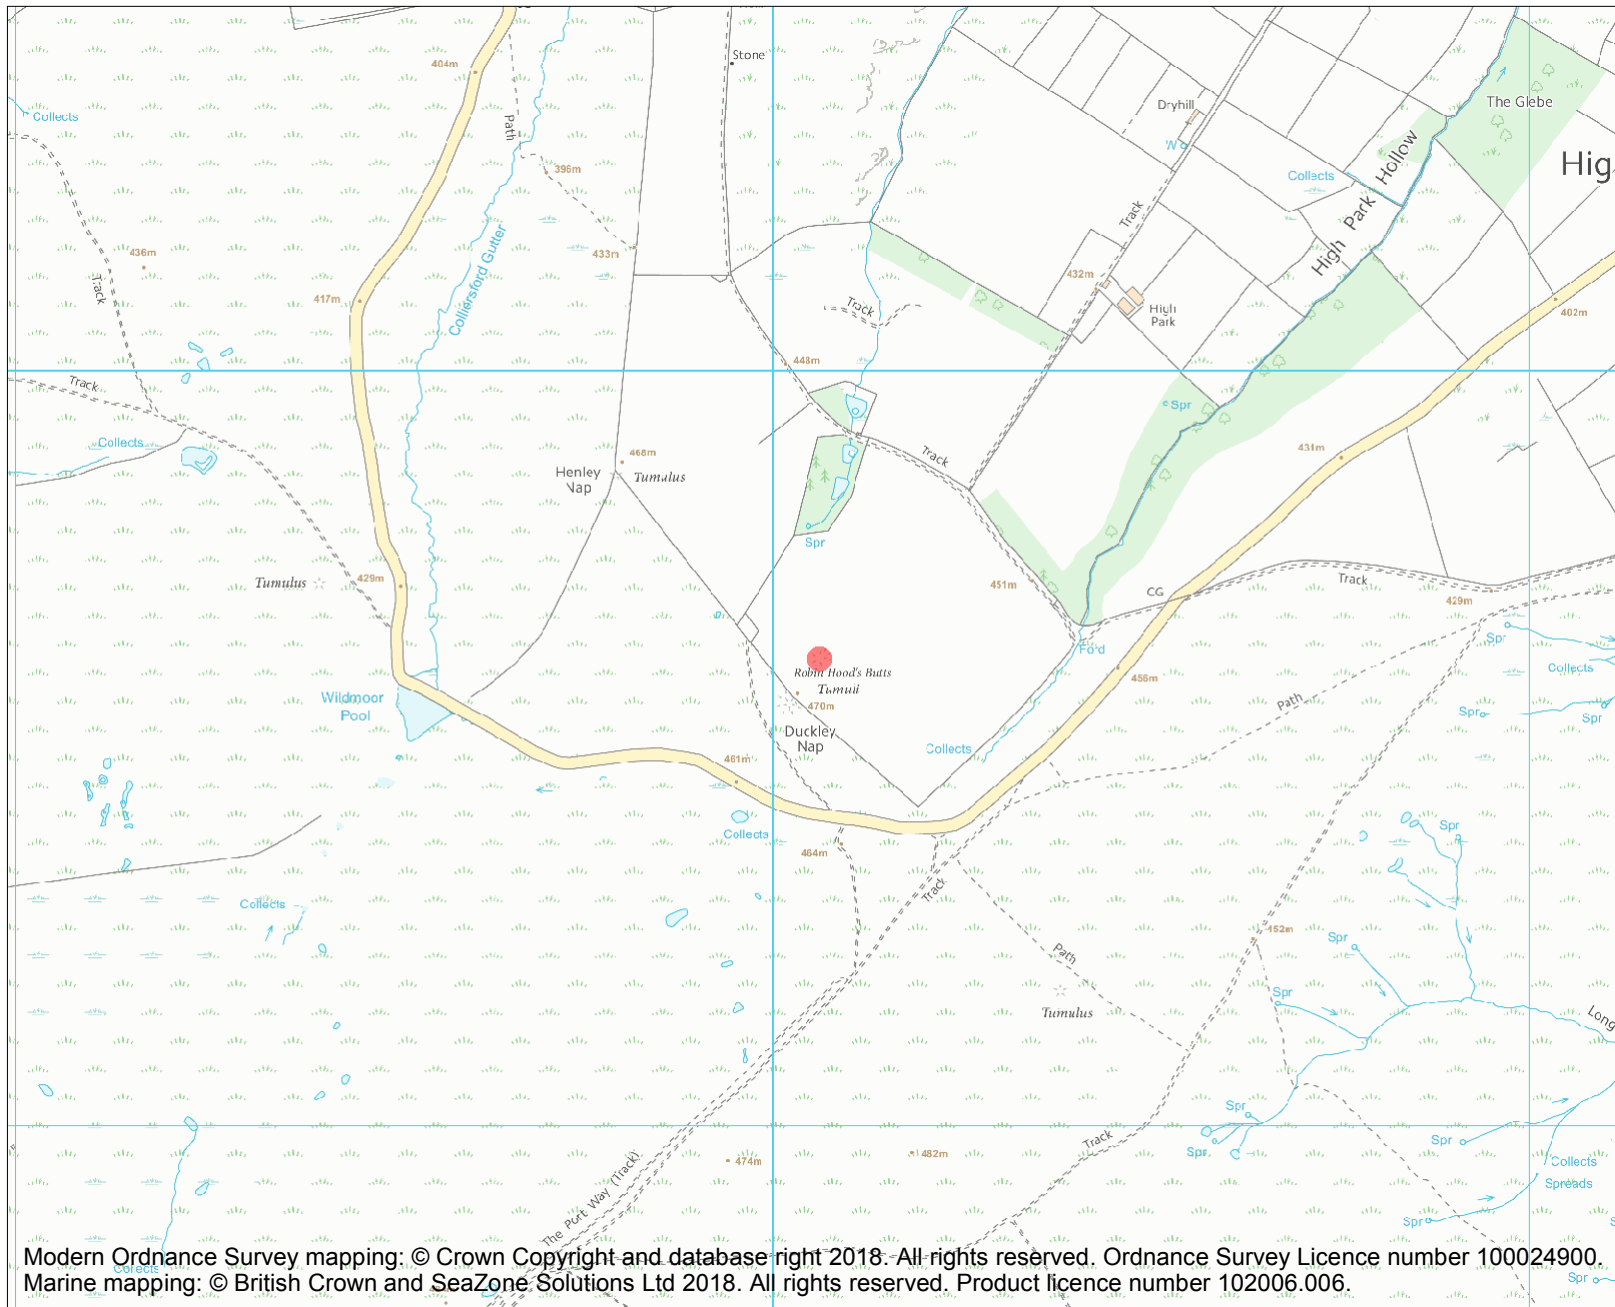 Stone
404m
Dryhill
The Glebe
Collects
Path
W
Hollow
Hig
396m
Collects
Park
Track
436m
433m
High
Track
Colliersford Gutter
432m
417m
Track
High
Park
402m
448m
Track
Spr
Collects
431m
468m
Track
Henley
Nap
Tumulus
Spr
Tumulus
429m
451m
CG
Track
429m
Spr
Ford
Collects
Robin Hood's Butts
Tumuli
456m
Wildmoor
Pool
470m
Path
Spr
Spr
Duckley
Nap
Collects
461m
Collects
464m
Spr
Track
Collects
452m
Spr
Path
Spr
Tumulus
Long
Spr
Spr
Track
Spr
474m
482m
Collects
Spreads
The Port Way (Track)
Spr
Modern Ordnance Survey mapping: © Crown Copyright and database right 2018. All rights reserved. Ordnance Survey Licence number 100024900.
Collects
Spr
Marine mapping: © British Crown and SeaZone Solutions Ltd 2018. All rights reserved. Product licence number 102006.006.